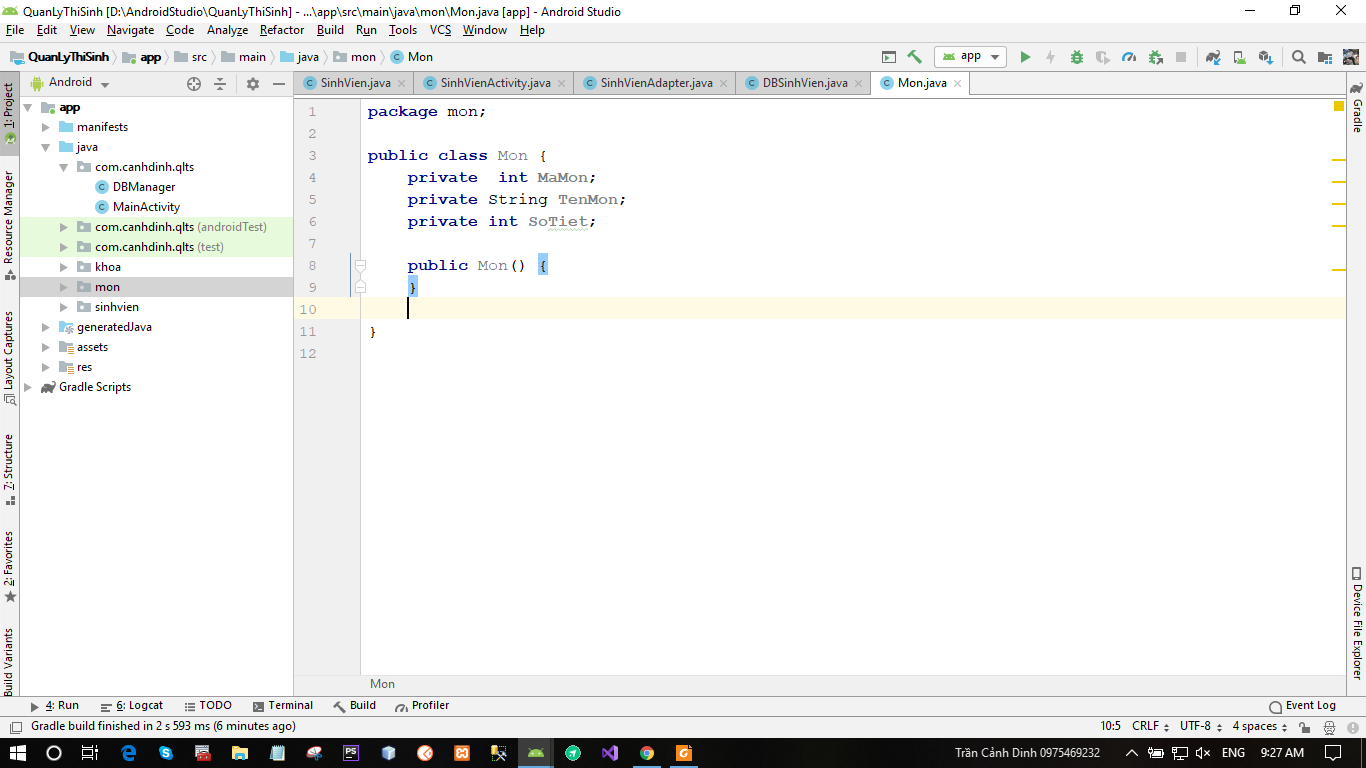 QuanLyThiSinh [D:\AndroidStudio\QuanLyThiSinh] - ...\app\src\main\java\mon\Mon.java [app] - Android Studio
File Edit View Navigate Code Analyze Refactor Build Run Tools VCS Window Help
QuanLyThiSinh app src main java mon Mon app
Android
SinhVien.java SinhVienActivity.java SinhVienAdapter.java DBSinhVien.java Mon.java
1: Project
Resource Manager
Layout Captures
7: Structure
2: Favorites
Build Variants
app
manifests
java
com.canhdinh.qlts
DBManager
MainActivity
com.canhdinh.qlts (androidTest)
com.canhdinh.qlts (test)
khoa
mon
sinhvien
generatedJava
assets
res
Gradle Scripts
1 package mon;
2
3 public class Mon {
4 private  int MaMon;
5 private String TenMon;
6 private int SoTiet;
7
8 public Mon() {
9 }
10
11 }
12
Mon
Gradle
Device File Explorer
4: Run 6: Logcat TODO Terminal Build Profiler Event Log
Gradle build finished in 2 s 593 ms (6 minutes ago) 10:5 CRLF UTF-8 4 spaces
PS Trần Cảnh Dinh 0975469232 ENG 9:27 AM